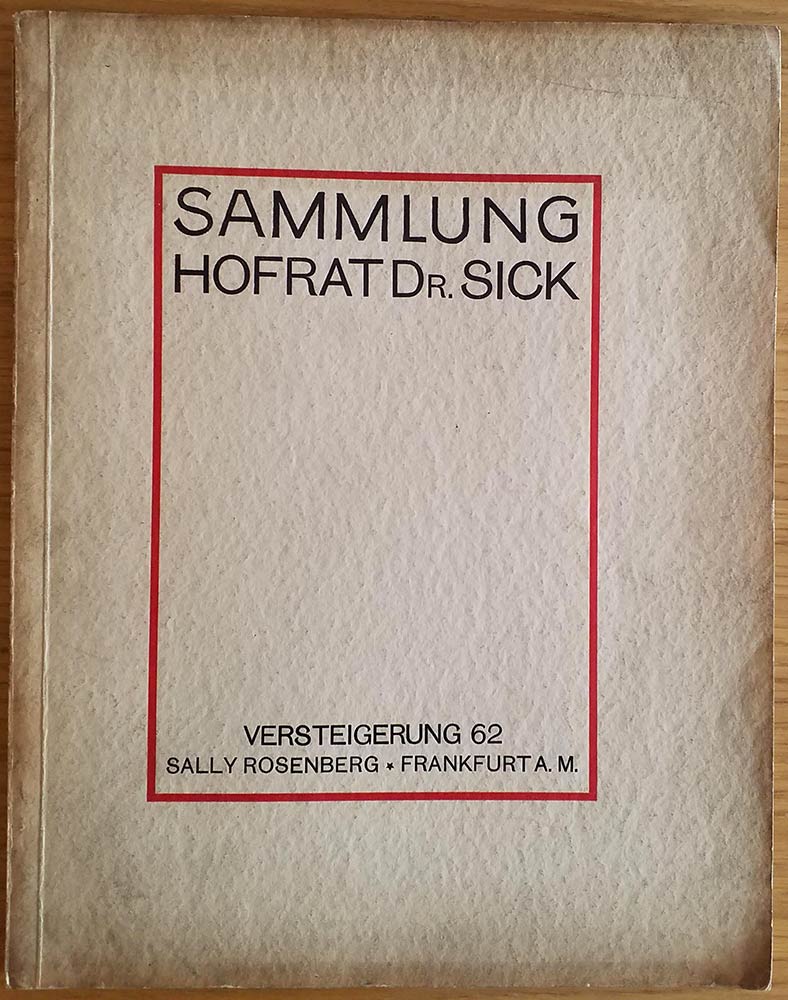 SAMMLUNG
HOFRAT DR. SICK
VERSTEIGERUNG 62
SALLY ROSENBERG ★ FRANKFURT A. M.